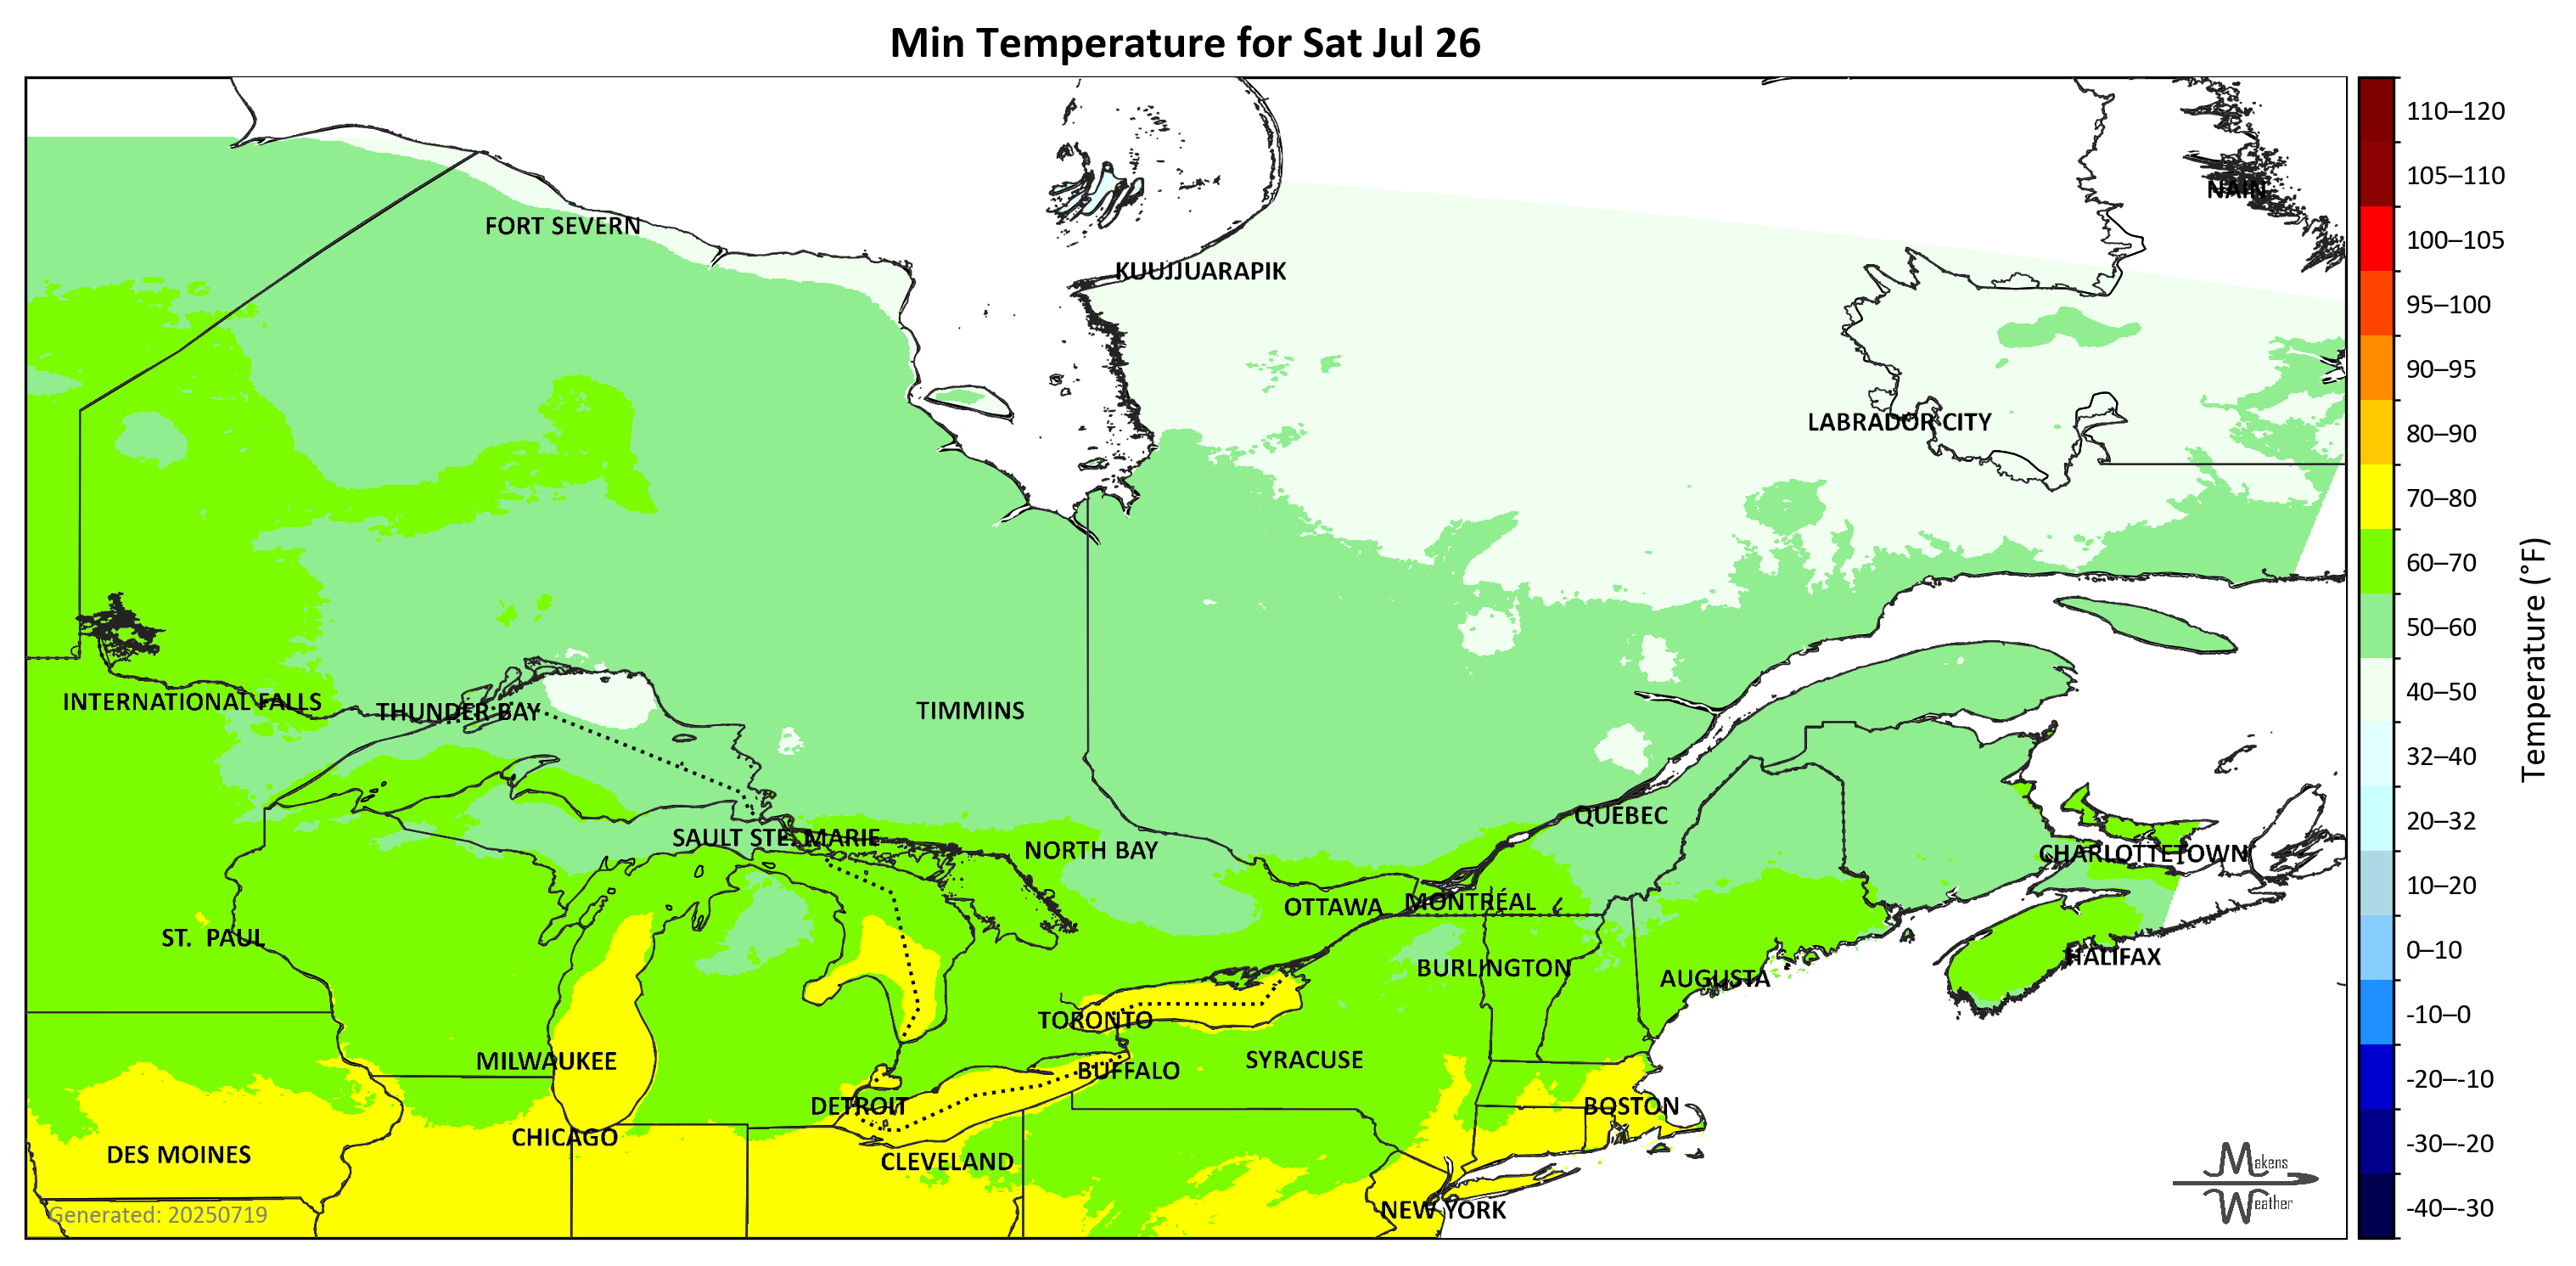 Min Temperature for Sat Jul 26
NAIN
FORT SEVERN
KUUJJUARAPIK
LABRADOR CITY
INTERNATIONAL FALLS
THUNDER BAY
TIMMINS
QUÉBEC
SAULT STE. MARIE
NORTH BAY
CHARLOTTETOWN
OTTAWA
MONTRÉAL
ST. PAUL
HALIFAX
BURLINGTON
AUGUSTA
TORONTO
MILWAUKEE
BUFFALO
SYRACUSE
DETROIT
BOSTON
CHICAGO
DES MOINES
CLEVELAND
NEW YORK
Generated: 20250719
Makens
Weather
110–120
105–110
100–105
95–100
90–95
80–90
70–80
60–70
50–60
40–50
32–40
20–32
10–20
0–10
-10–0
-20–-10
-30–-20
-40–-30
Temperature (°F)